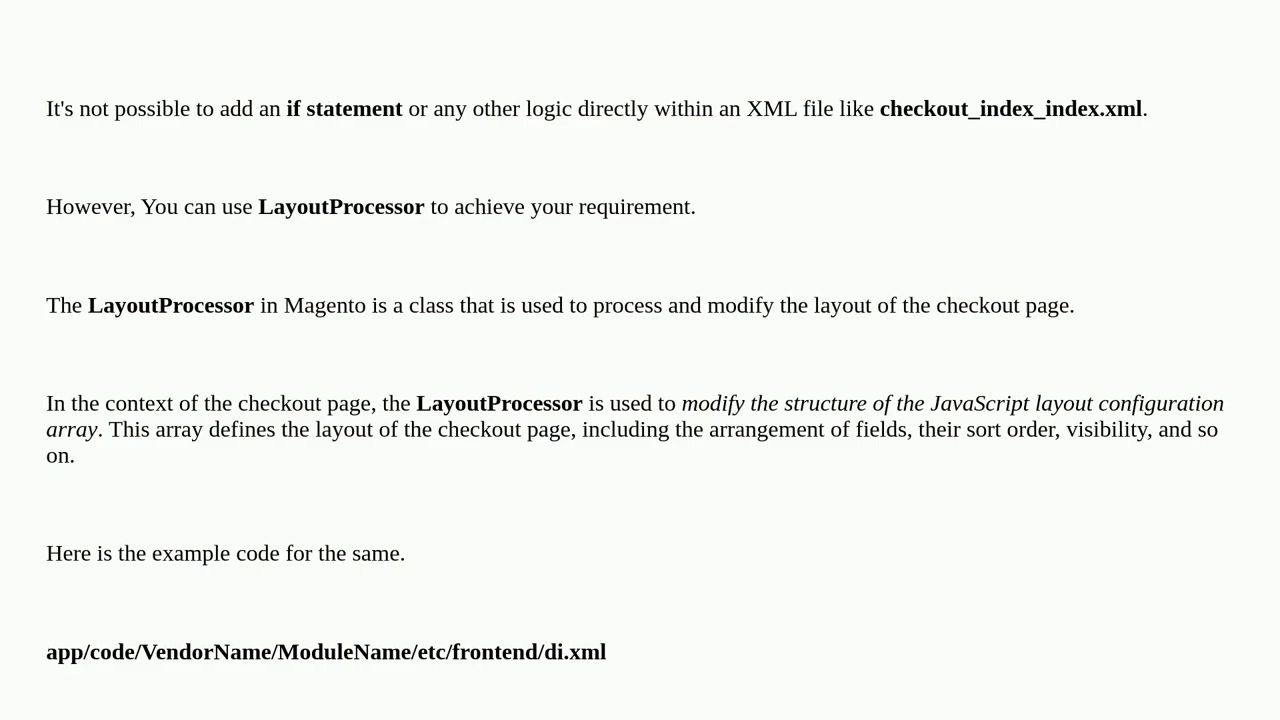 It's not possible to add an if statement or any other logic directly within an XML file like checkout_index_index.xml.
However, You can use LayoutProcessor to achieve your requirement.
The LayoutProcessor in Magento is a class that is used to process and modify the layout of the checkout page.
In the context of the checkout page, the LayoutProcessor is used to modify the structure of the JavaScript layout configuration
array. This array defines the layout of the checkout page, including the arrangement of fields, their sort order, visibility, and so
on.
Here is the example code for the same.
app/code/VendorName/ModuleName/etc/frontend/di.xml